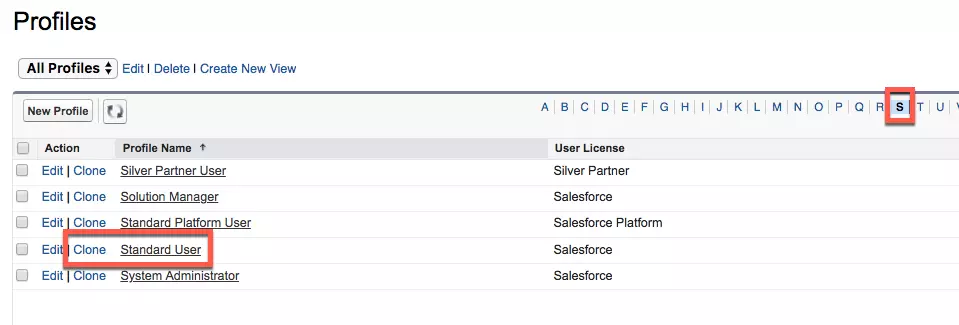 Profiles
All Profiles Edit | Delete | Create New View
New Profile A B C D E F G H I J K L M N O P Q R S T U V
Action Profile Name ↑ User License
Edit | Clone Silver Partner User Silver Partner
Edit | Clone Solution Manager Salesforce
Edit | Clone Standard Platform User Salesforce Platform
Edit | Clone Standard User Salesforce
Edit | Clone System Administrator Salesforce